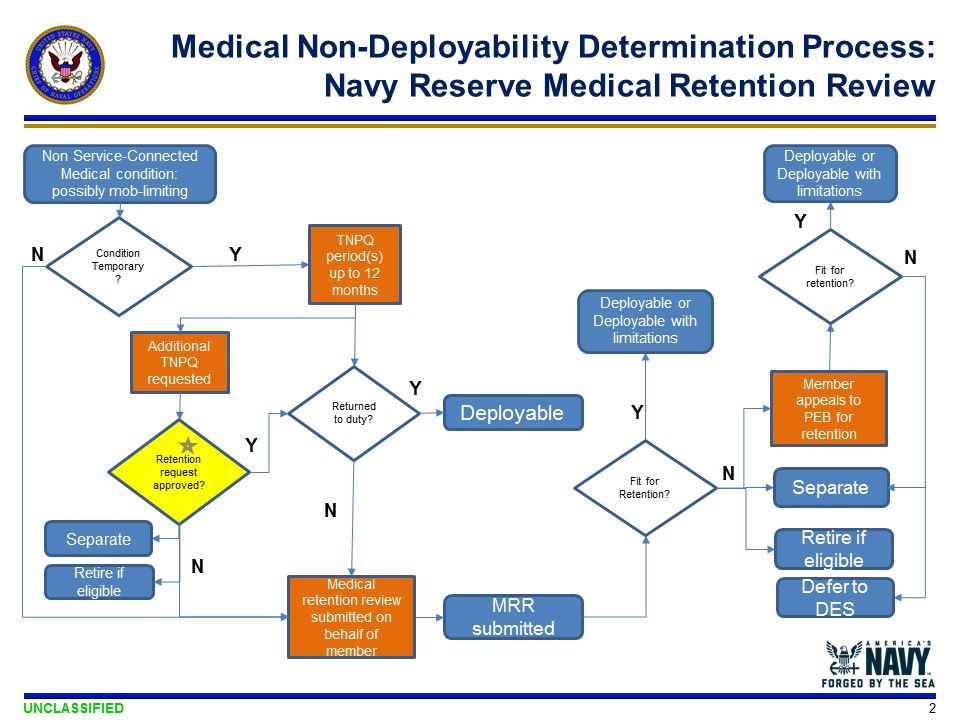 Medical Non-Deployability Determination Process:
Navy Reserve Medical Retention Review
Non Service-Connected
Medical condition:
possibly mob-limiting
N
Condition
Temporary
?
Y
TNPQ
period(s)
up to 12
months
Additional
TNPQ
requested
Retention
request
approved?
Y
Separate
Retire if
eligible
N
Returned
to duty?
Y
Deployable
N
Medical
retention review
submitted on
behalf of
member
MRR
submitted
Fit for
Retention?
Y
Deployable or
Deployable with
limitations
N
Member
appeals to
PEB for
retention
Separate
Retire if
eligible
Defer to
DES
Fit for
retention?
Y
N
Deployable or
Deployable with
limitations
AMERICA'S
NAVY
FORGED BY THE SEA
UNCLASSIFIED
2